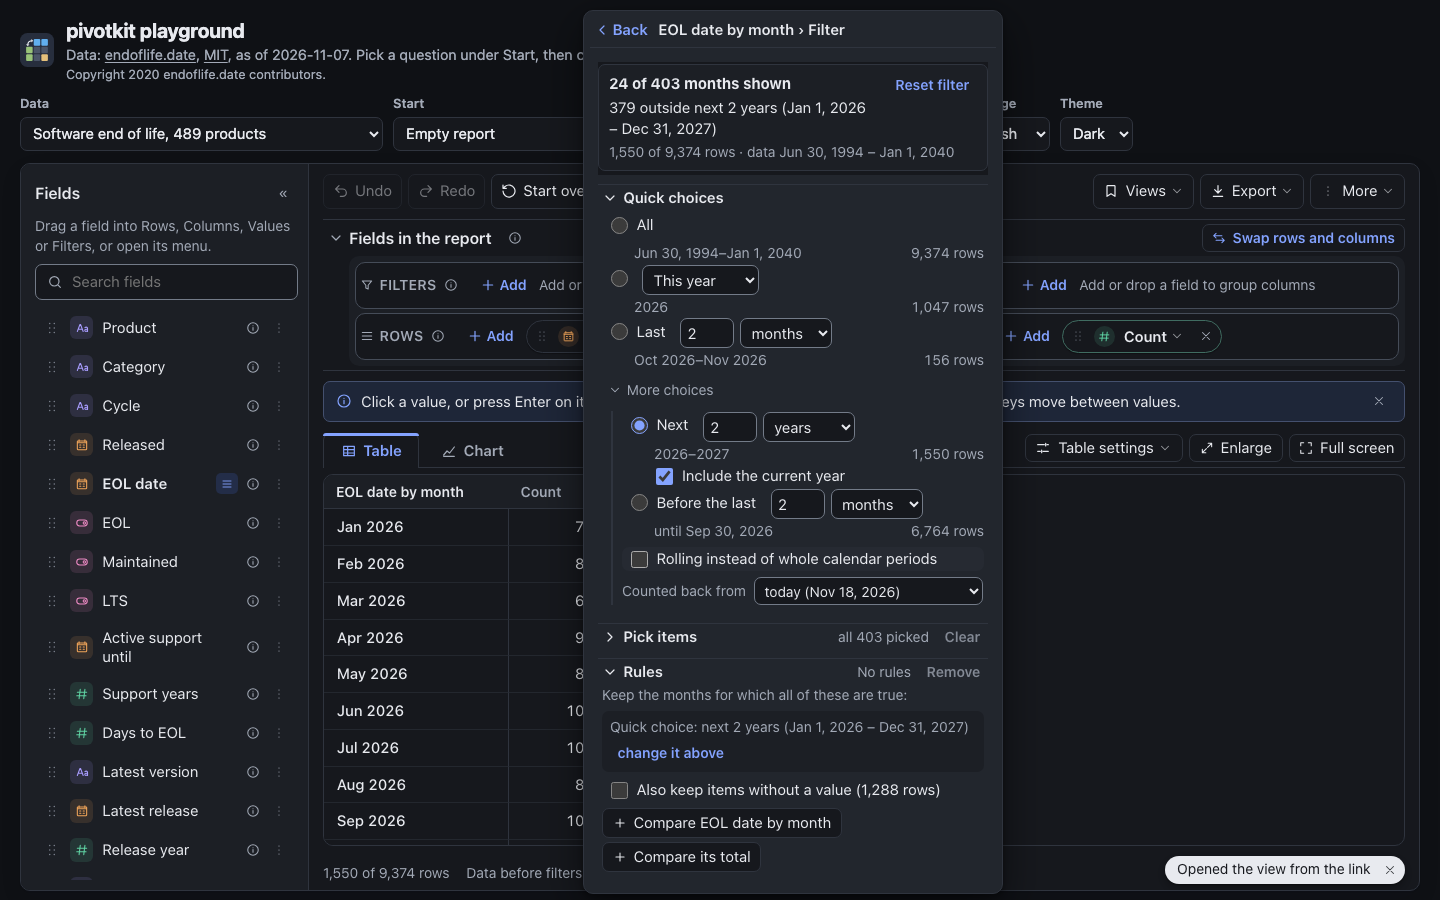 pivotkit playground
Data: endoflife.date, MIT, as of 2026-11-07. Pick a question under Start, then c
Copyright 2020 endoflife.date contributors.
Data
Start
Theme
Software end of life, 489 products
Empty report
Dark
Fields
«
Drag a field into Rows, Columns, Values
or Filters, or open its menu.
Search fields
Aa Product
Aa Category
Aa Cycle
Released
EOL date
EOL
Maintained
LTS
Active support
until
# Support years
# Days to EOL
Aa Latest version
Latest release
# Release year
Undo
Redo
Start ove
Views
Export
More
Fields in the report
Swap rows and columns
FILTERS
+ Add
Add or
+ Add
Add or drop a field to group columns
ROWS
+ Add
+ Add
# Count
Click a value, or press Enter on it
eys move between values.
Table
Chart
Table settings
Enlarge
Full screen
EOL date by month
Count
Jan 2026
7
Feb 2026
8
Mar 2026
6
Apr 2026
9
May 2026
8
Jun 2026
10
Jul 2026
10
Aug 2026
8
Sep 2026
10
1,550 of 9,374 rows
Data before filters
Opened the view from the link
Back
EOL date by month › Filter
24 of 403 months shown
Reset filter
379 outside next 2 years (Jan 1, 2026
– Dec 31, 2027)
1,550 of 9,374 rows · data Jun 30, 1994 – Jan 1, 2040
Quick choices
All
Jun 30, 1994–Jan 1, 2040
9,374 rows
This year
2026
1,047 rows
Last
2
months
Oct 2026–Nov 2026
156 rows
More choices
Next
2
years
2026–2027
1,550 rows
Include the current year
Before the last
2
months
until Sep 30, 2026
6,764 rows
Rolling instead of whole calendar periods
Counted back from
today (Nov 18, 2026)
Pick items
all 403 picked
Clear
Rules
No rules
Remove
Keep the months for which all of these are true:
Quick choice: next 2 years (Jan 1, 2026 – Dec 31, 2027)
change it above
Also keep items without a value (1,288 rows)
+ Compare EOL date by month
+ Compare its total